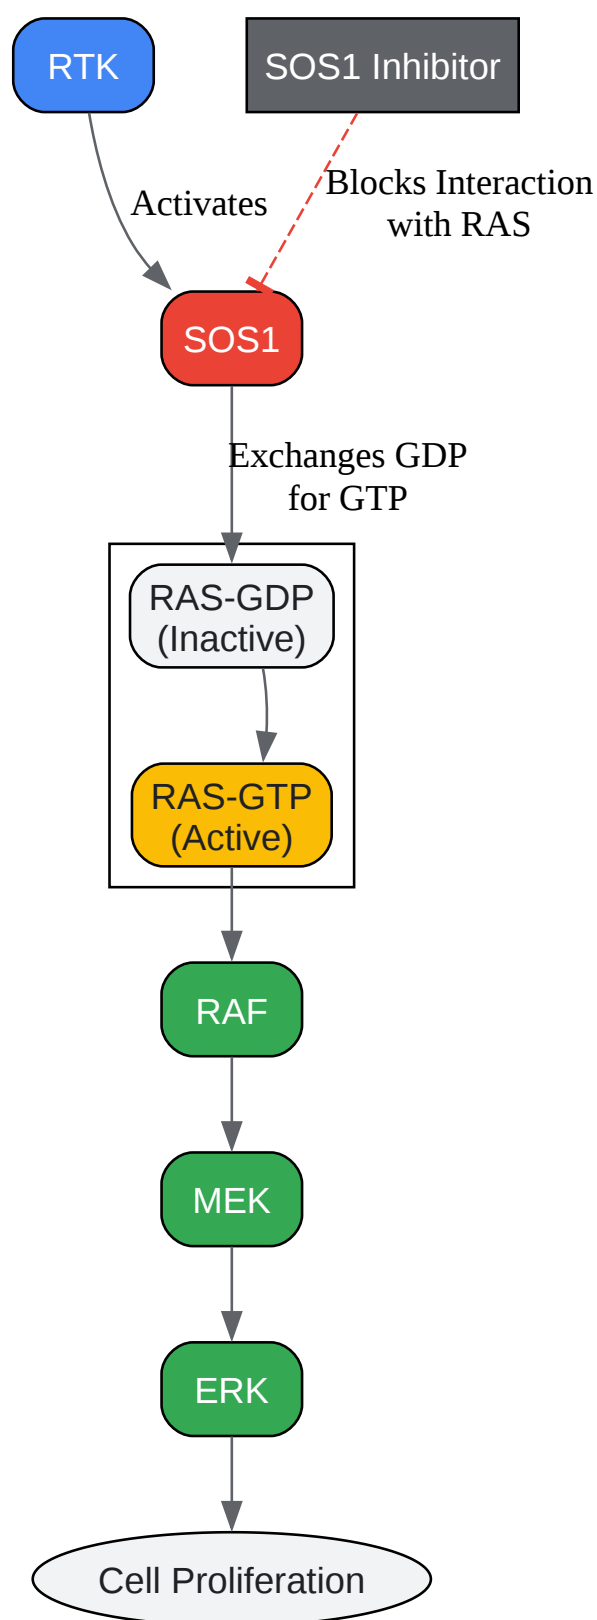 RTK
SOS1 Inhibitor
Activates
Blocks Interaction
with RAS
SOS1
Exchanges GDP
for GTP
RAS-GDP
(Inactive)
RAS-GTP
(Active)
RAF
MEK
ERK
Cell Proliferation